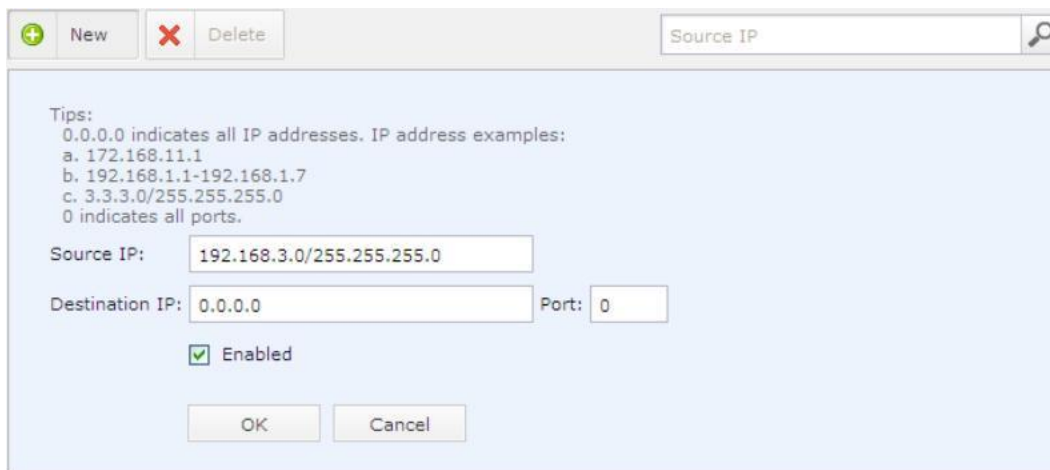 New Delete Source IP
Tips:
0.0.0.0 indicates all IP addresses. IP address examples:
a. 172.168.11.1
b. 192.168.1.1-192.168.1.7
c. 3.3.3.0/255.255.255.0
0 indicates all ports.
Source IP: 192.168.3.0/255.255.255.0
Destination IP: 0.0.0.0 Port: 0
Enabled
OK Cancel